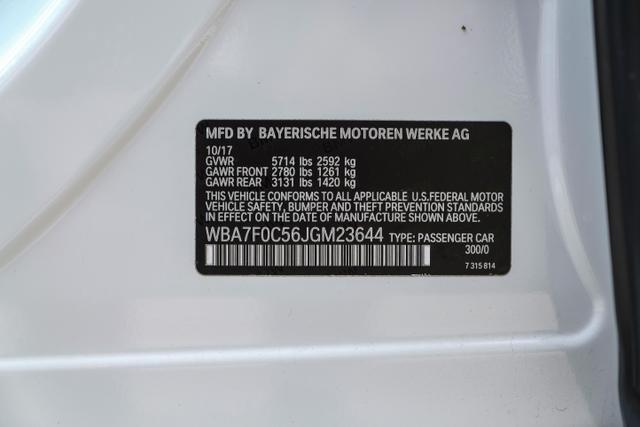 MFD BY BAYERISCHE MOTOREN WERKE AG
10/17
GVWR 5714 lbs 2592 kg
GAWR FRONT 2780 lbs 1261 kg
GAWR REAR 3131 lbs 1420 kg
THIS VEHICLE CONFORMS TO ALL APPLICABLE U.S.FEDERAL MOTOR
VEHICLE SAFETY, BUMPER AND THEFT PREVENTION STANDARDS
IN EFFECT ON THE DATE OF MANUFACTURE SHOWN ABOVE.
WBA7F0C56JGM23644 TYPE: PASSENGER CAR
300/0
7 315 814